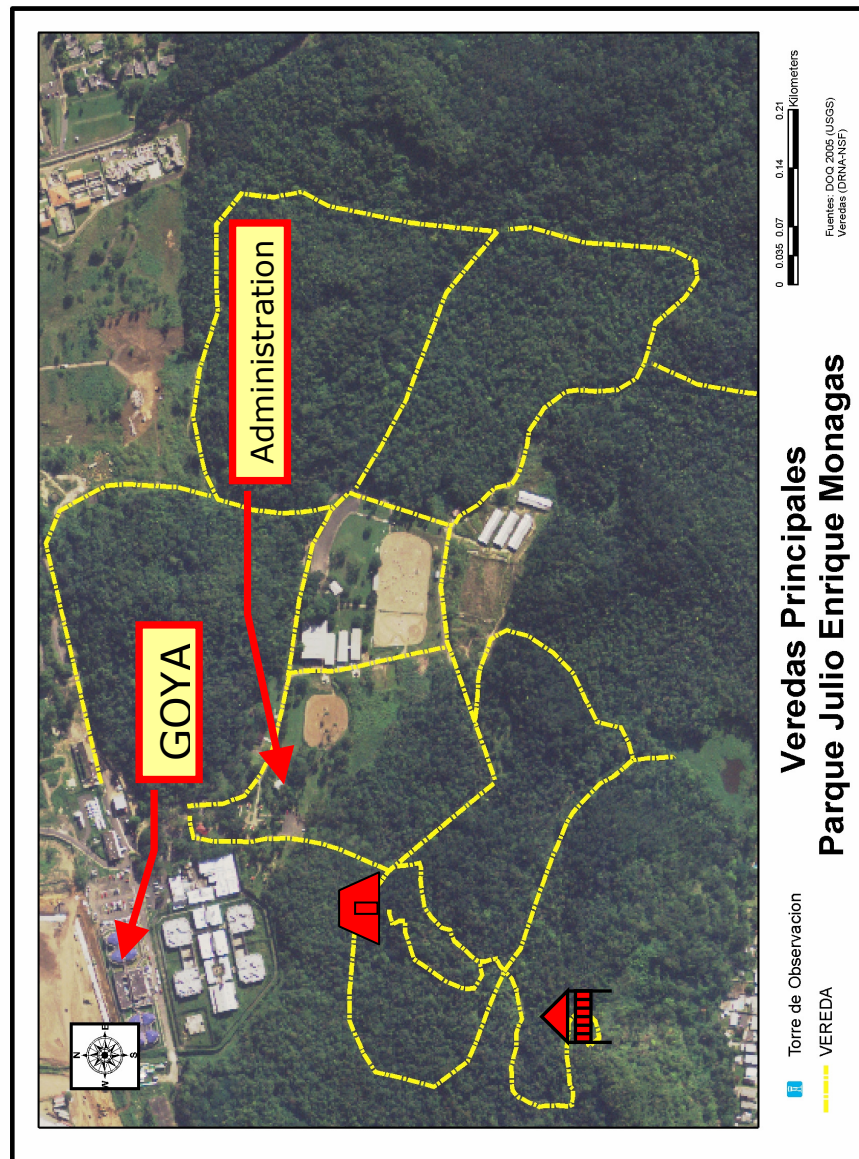 GOYA
Administration
N
W
E
S
0 0.035 0.07 0.14 0.21
Kilometers
Fuentes: DOQ 2005 (USGS)
Veredas (DRNA-NSF)
Veredas Principales
Parque Julio Enrique Monagas
Torre de Observacion
VEREDA